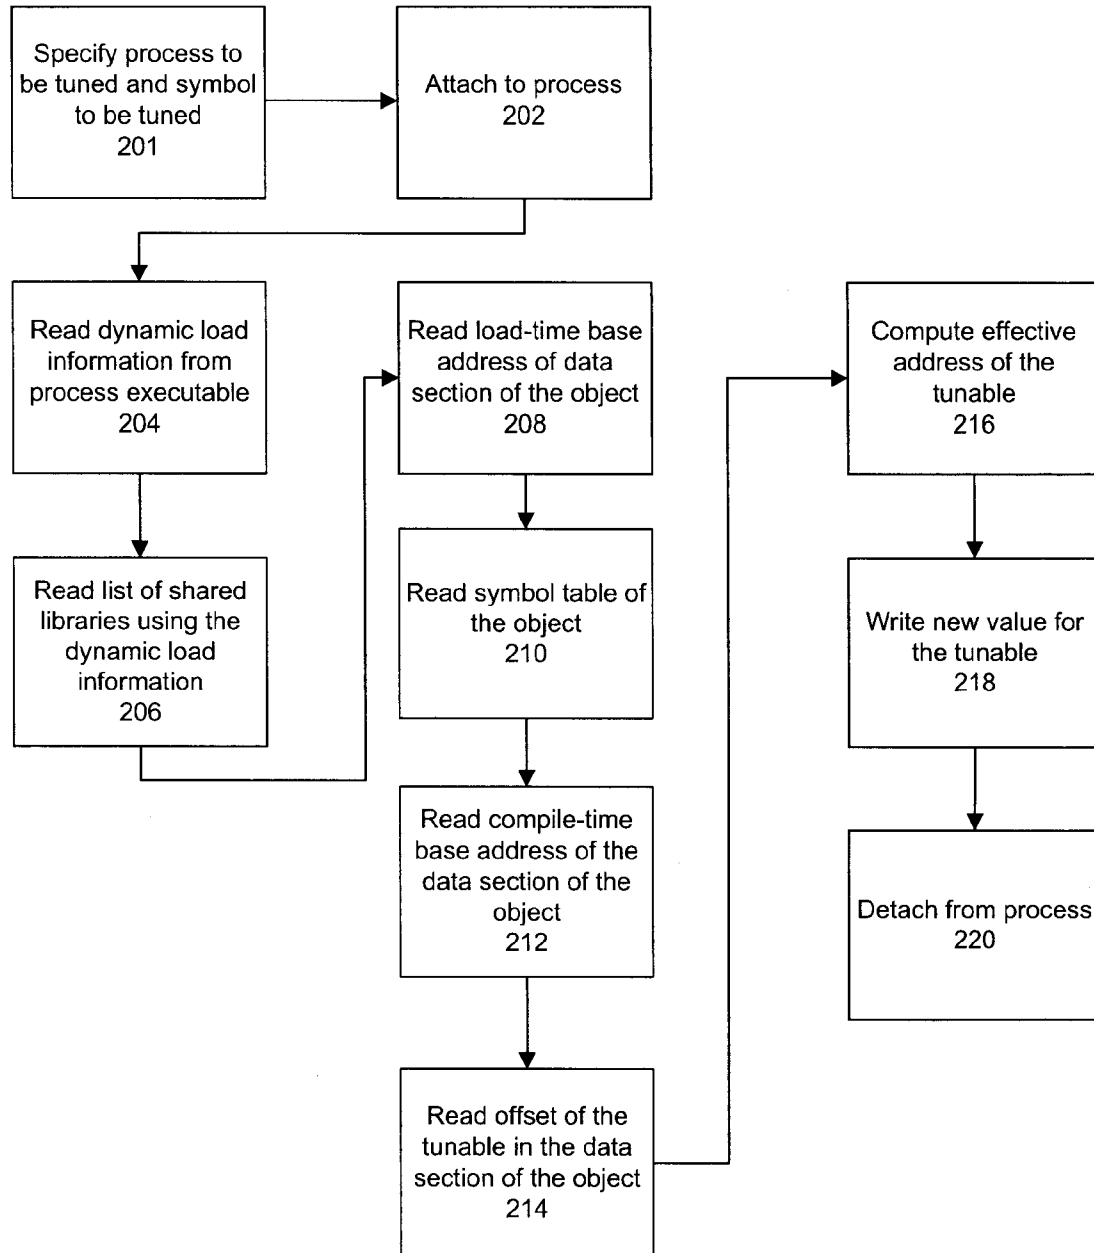 Specify process to
be tuned and symbol
to be tuned
201
Attach to process
202
Read dynamic load
information from
process executable
204
Read list of shared
libraries using the
dynamic load
information
206
Read load-time base
address of data
section of the object
208
Read symbol table of
the object
210
Read compile-time
base address of the
data section of the
object
212
Read offset of the
tunable in the data
section of the object
214
Compute effective
address of the
tunable
216
Write new value for
the tunable
218
Detach from process
220